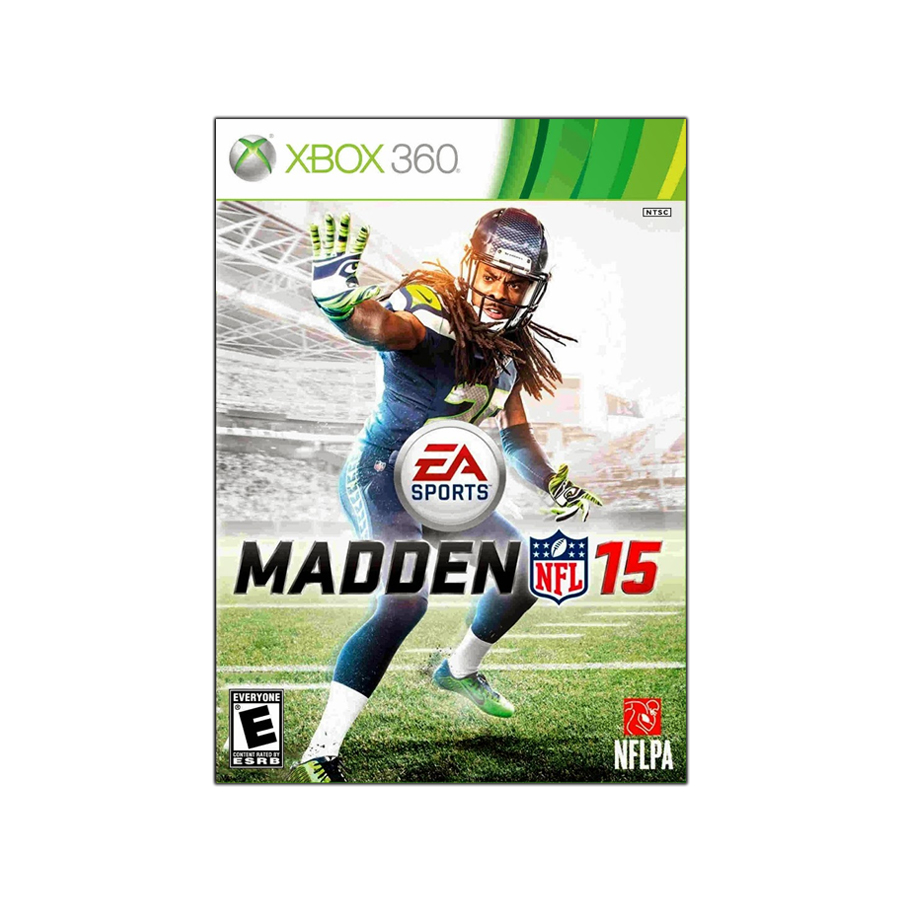 XBOX 360
NTSC
EA
SPORTS
MADDEN NFL 15
EVERYONE
E
CONTENT RATED BY
ESRB
NFLPA